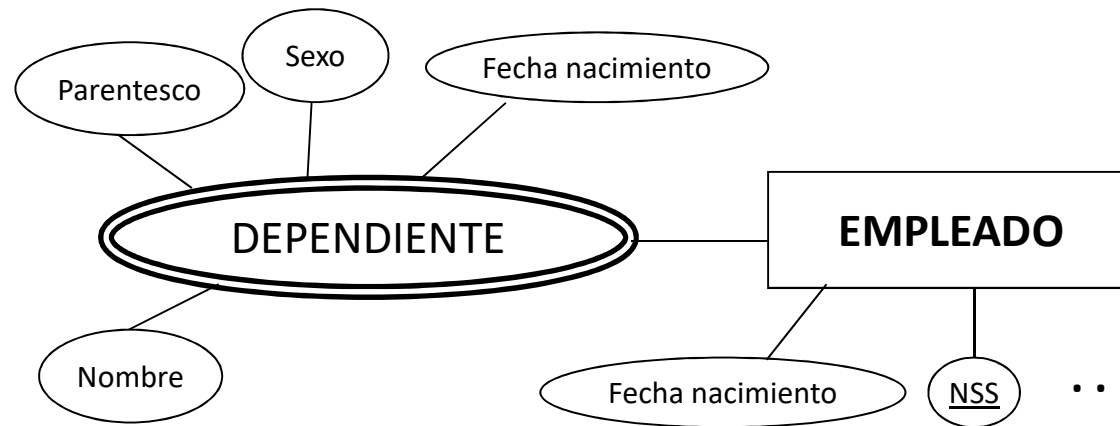 Sexo
Fecha nacimiento
Parentesco
DEPENDIENTE
EMPLEADO
Nombre
Fecha nacimiento
NSS
. .